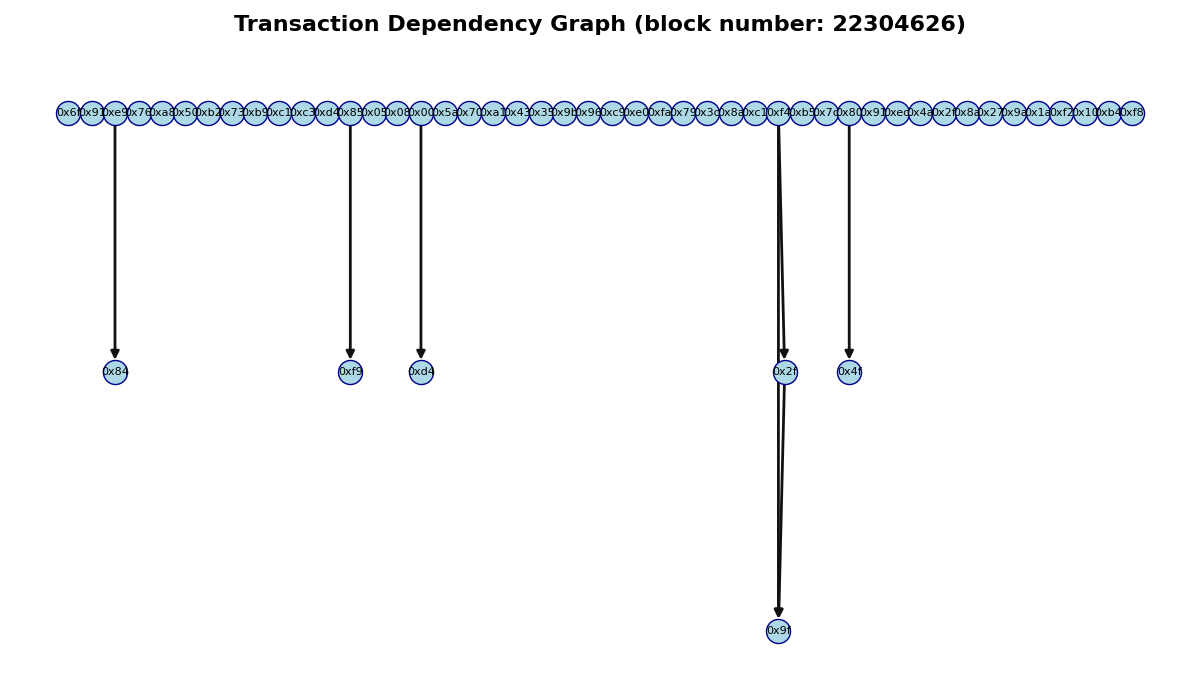 Transaction Dependency Graph (block number: 22304626)
0x6f 0x91 0xe9 0x76 0xa8 0x50 0xb2 0x73 0xb9 0xc1 0xc3 0xd4 0x85 0x05 0x08 0x00 0x5a 0x70 0xa1 0x43 0x35 0x9b 0x96 0xc9 0xe0 0xfa 0x79 0x3c 0x8a 0xc1 0xf4 0xb5 0x7c 0x80 0x91 0xec 0x4a 0x2f 0x8a 0x27 0x9a 0x1a 0xf2 0x10 0xb4 0xf8
0x84 0xf9 0xd4 0x2f 0x4f
0x9f